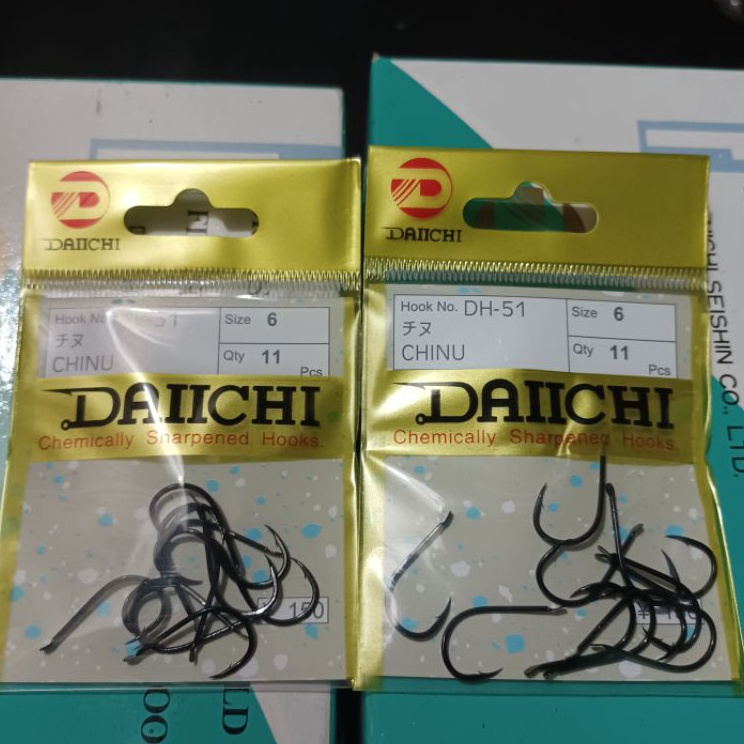 DAIICHI
Hook No.
チヌ
CHINU
Size 6
Qty 11
Pcs
DAIICHI
Chemically Sharpened Hooks.
150
DAIICHI
Hook No. DH-51
チヌ
CHINU
Size 6
Qty 11
Pcs
DAIICHI
Chemically Sharpened Hooks.
SEISHIN CO., LTD.